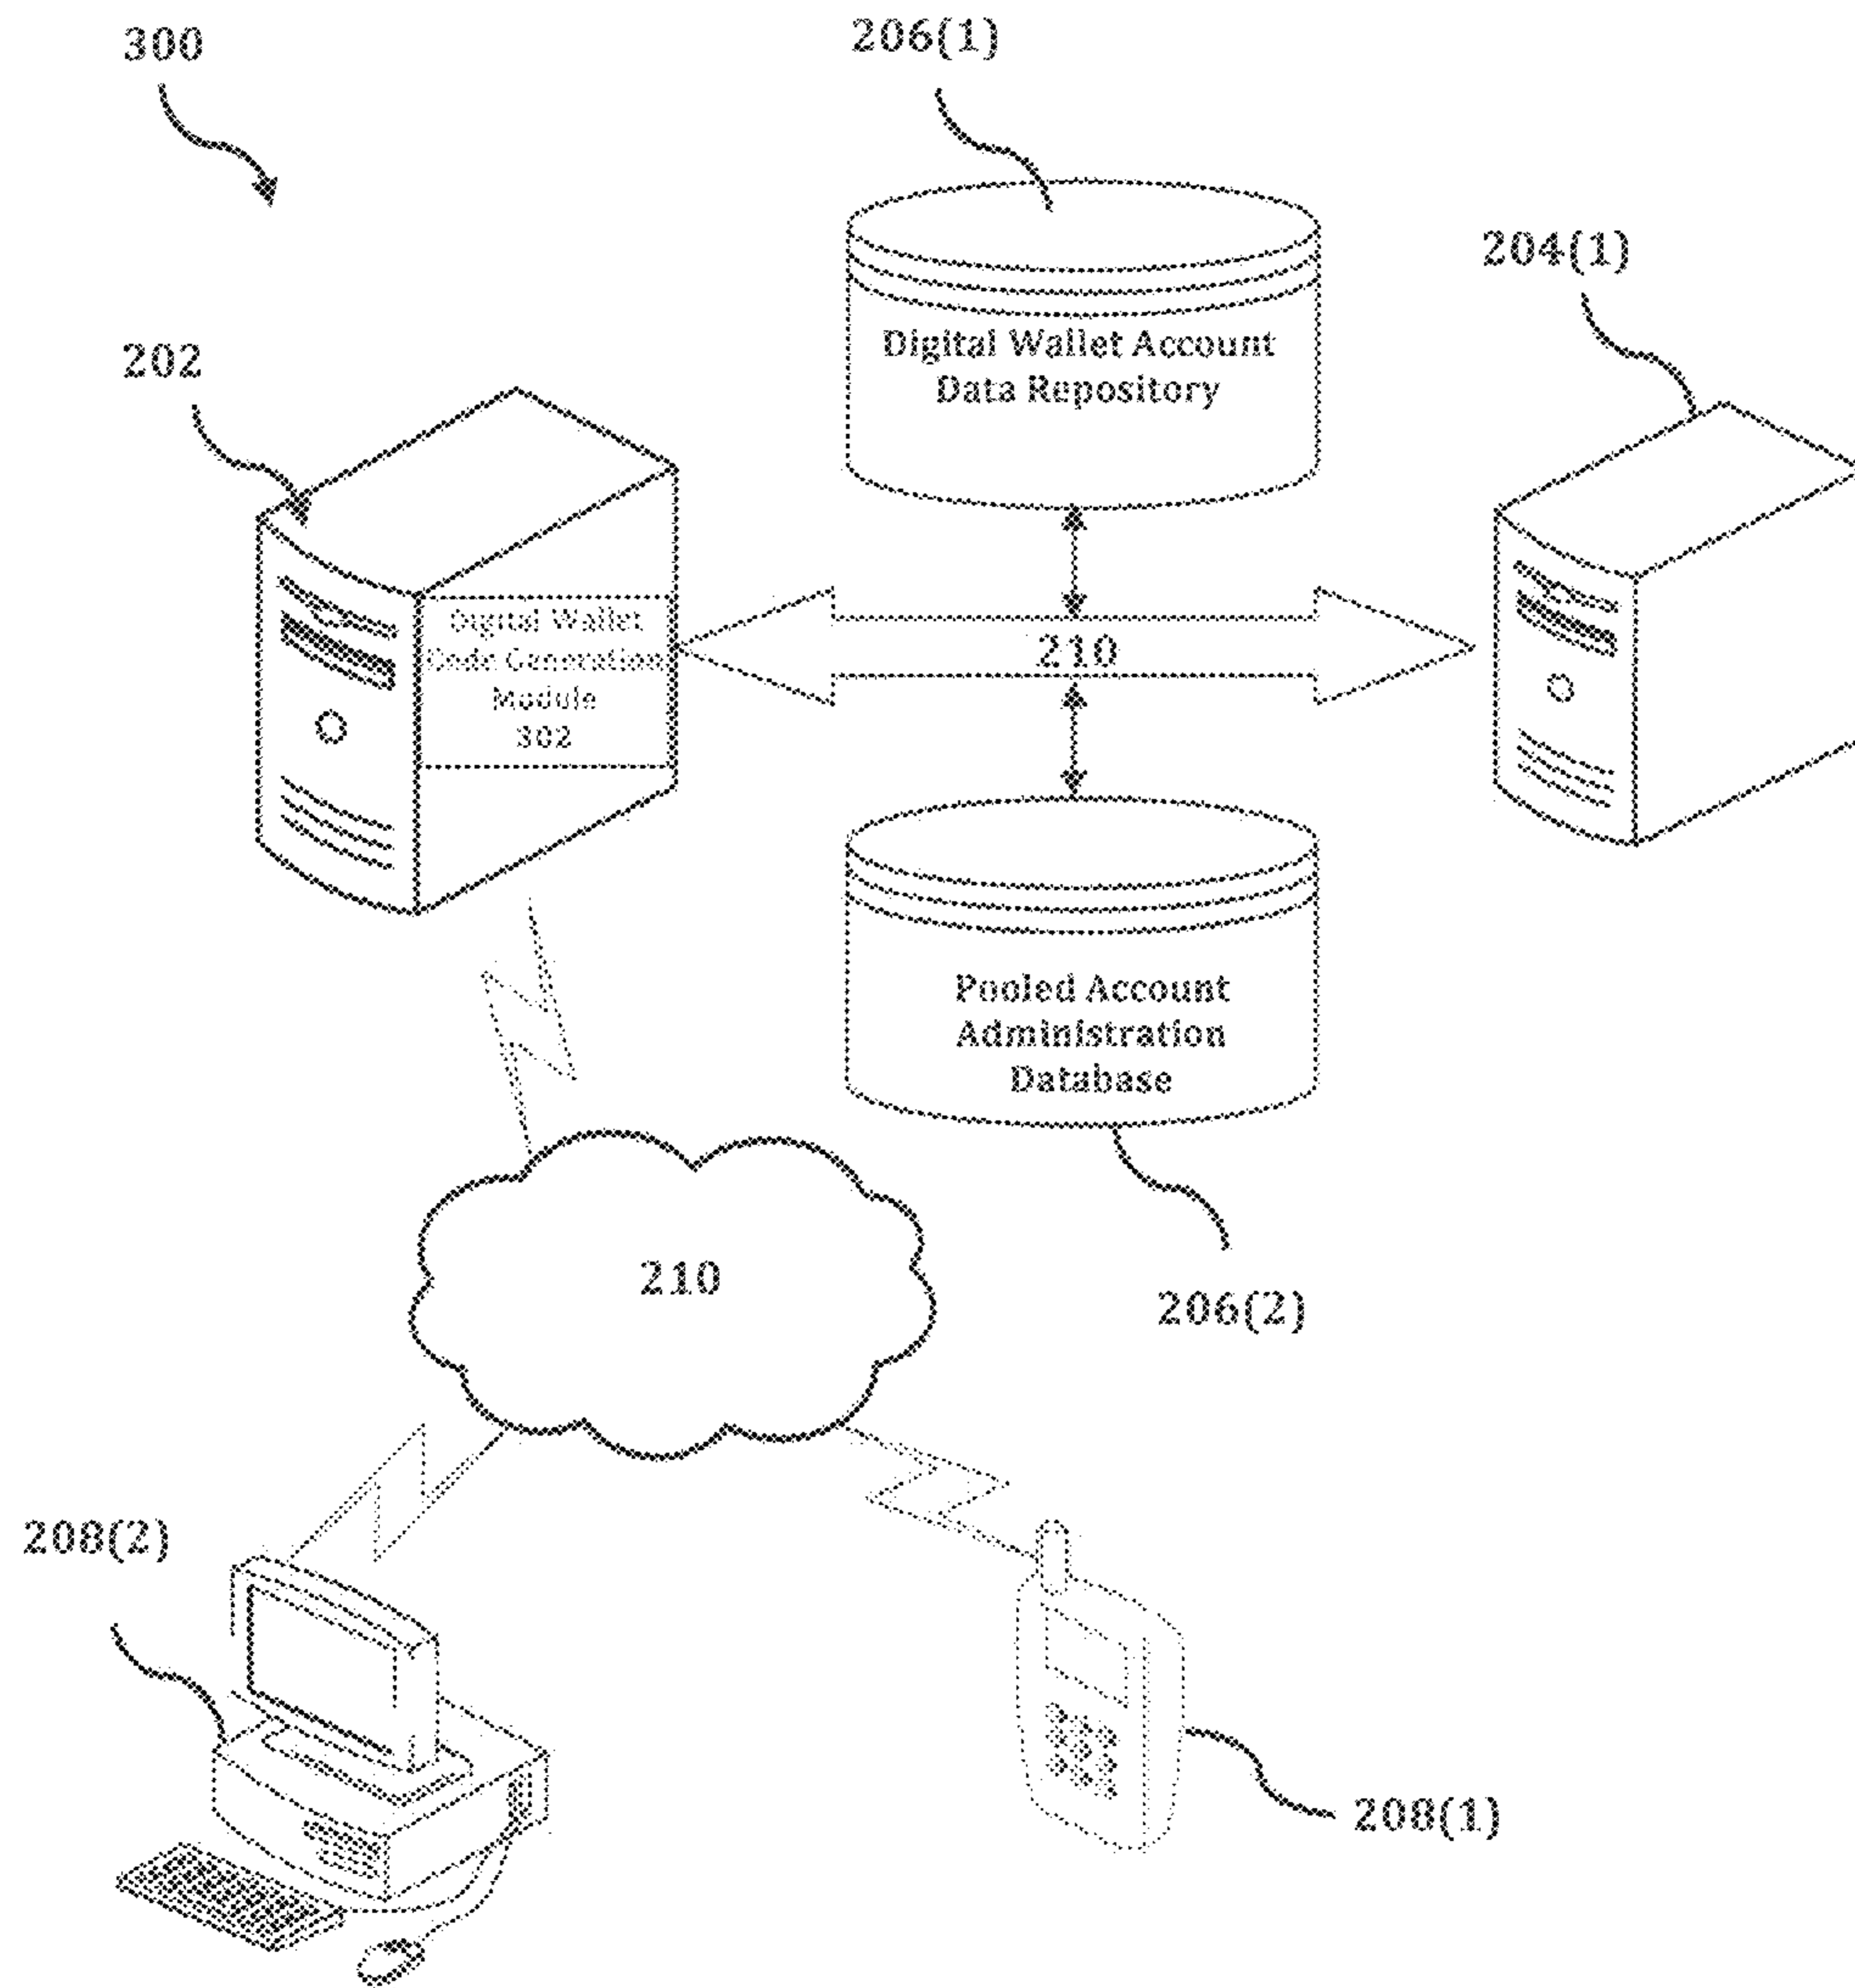 300
206(1)
204(1)
202
Digital Wallet Account
Data Repository
Digital Wallet
Code Generation
Module
302
210
Pooled Account
Administration
Database
210
206(2)
208(2)
208(1)